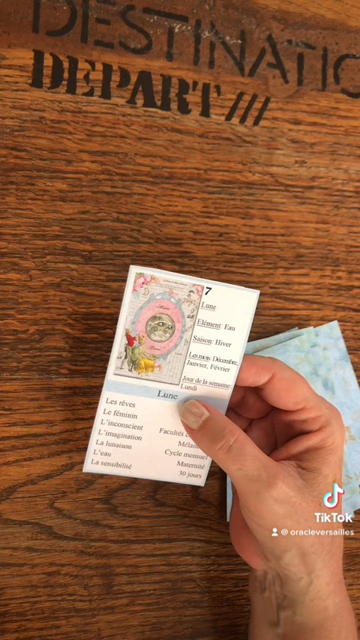 DESTINATIO
DEPART ///
7
Lune
Elément: Eau
Saison: Hiver
Les mois: Décembre,
Janvier, Février
Jour de la semaine
Lundi
Lune
Les rêves
Le féminin
L'inconscient
L'imagination
La lunaison
L'eau
La sensibilité
Facultés
Cycle menstruel
Maternité
30 jours
TikTok
@ oracleversailles